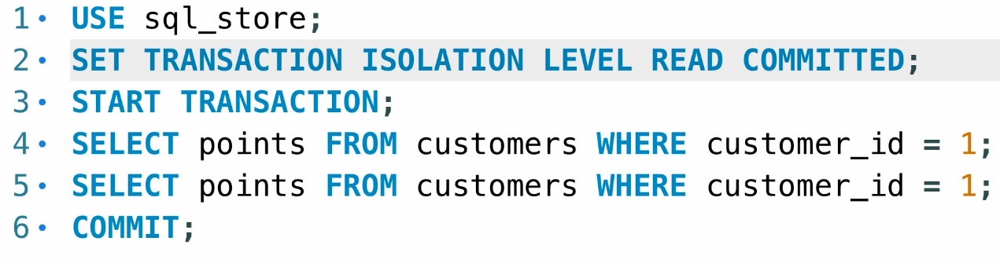 1 • USE sql_store;
2 • SET TRANSACTION ISOLATION LEVEL READ COMMITTED;
3 • START TRANSACTION;
4 • SELECT points FROM customers WHERE customer_id = 1;
5 • SELECT points FROM customers WHERE customer_id = 1;
6 • COMMIT;